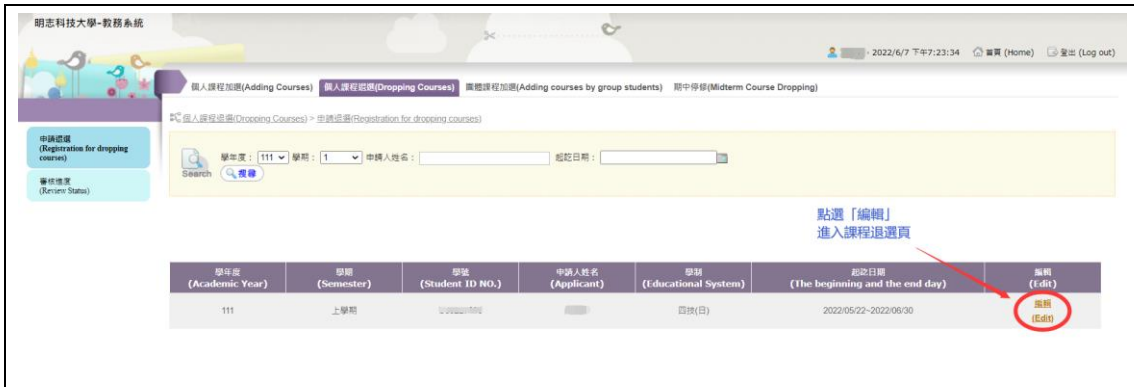 明志科技大學-教務系統
- 2022/6/7 下午7:23:34 首頁 (Home) 登出 (Log out)
個人課程加選(Adding Courses) 個人課程退選(Dropping Courses) 團體課程加選(Adding courses by group students) 期中停修(Midterm Course Dropping)
個人課程退選(Dropping Courses) > 申請退選(Registration for dropping courses)
申請退選
(Registration for dropping
courses)
審核進度
(Review Status)
學年度： 111 學期： 1 申請人姓名： 起訖日期：
Search 搜尋
點選「編輯」
進入課程退選頁
學年度 學期 學號 申請人姓名 學制 起訖日期 編輯
(Academic Year) (Semester) (Student ID NO.) (Applicant) (Educational System) (The beginning and the end day) (Edit)
111 上學期 四技(日) 2022/05/22~2022/06/30 編輯
(Edit)